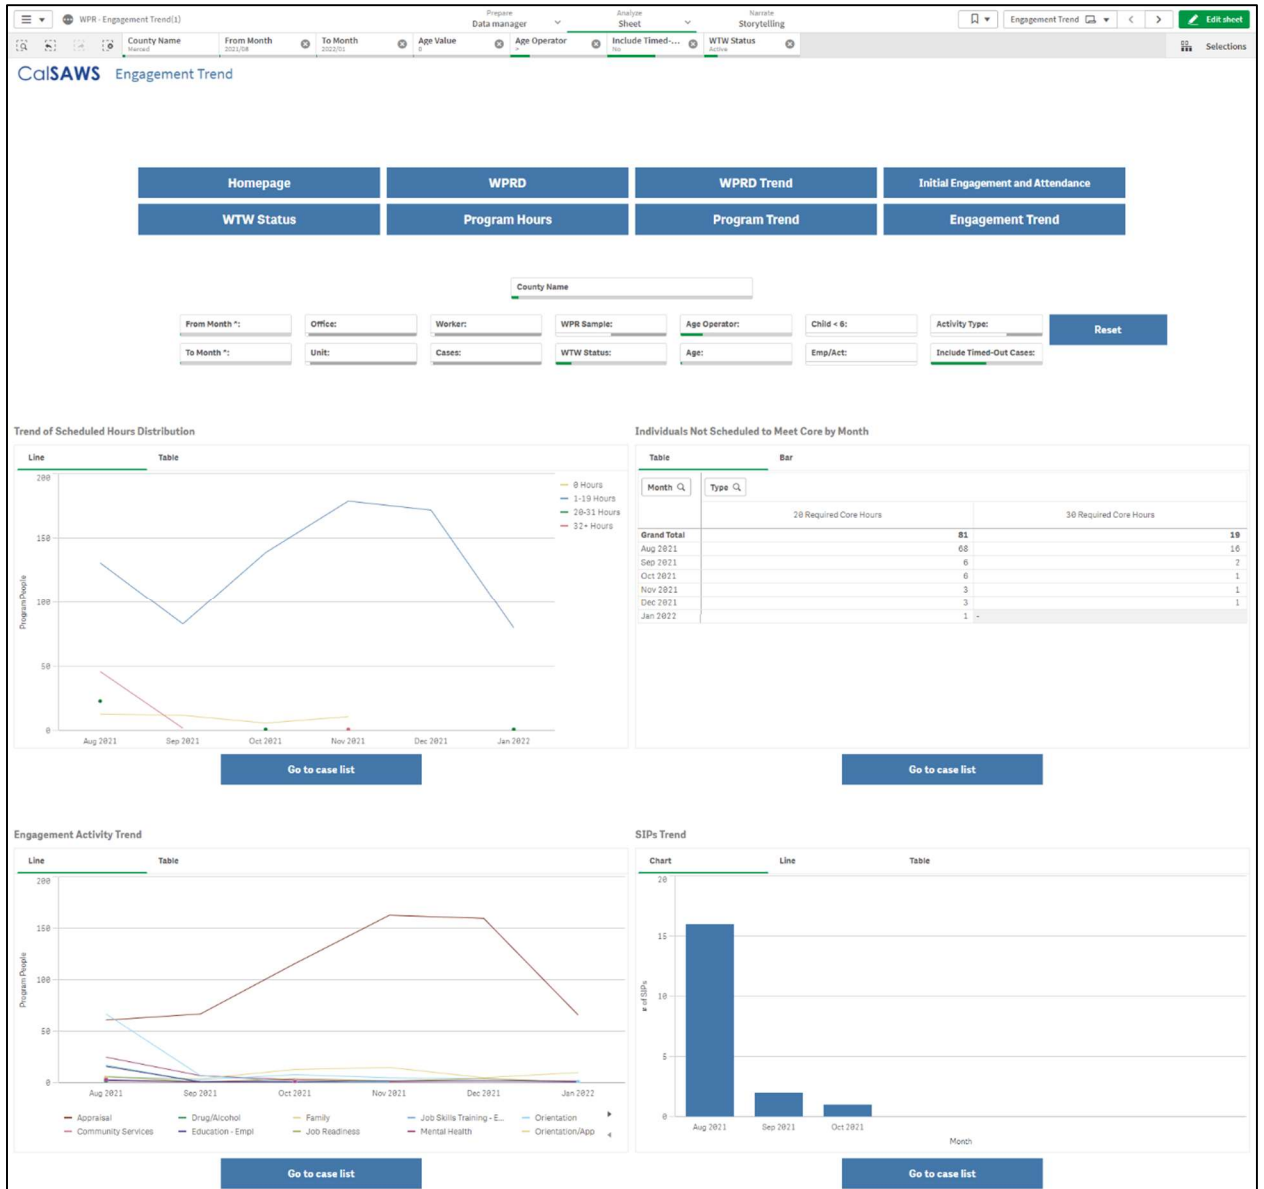 Prepare
Analyze
Narrate
WPR - Engagement Trend(1)
Data manager
Sheet
Storytelling
Engagement Trend
Edit sheet
County Name
Merced
From Month
2021/08
To Month
2022/01
Age Value
0
Age Operator
>
Include Timed-...
No
WTW Status
Active
Selections
CalSAWS Engagement Trend
Homepage
WPRD
WPRD Trend
Initial Engagement and Attendance
WTW Status
Program Hours
Program Trend
Engagement Trend
County Name
From Month *:
Office:
Worker:
WPR Sample:
Age Operator:
Child < 6:
Activity Type:
Reset
To Month *:
Unit:
Cases:
WTW Status:
Age:
Emp/Act:
Include Timed-Out Cases:
Trend of Scheduled Hours Distribution
Line
Table
200
150
100
50
0
Program People
Aug 2021
Sep 2021
Oct 2021
Nov 2021
Dec 2021
Jan 2022
0 Hours
1-19 Hours
20-31 Hours
32+ Hours
Go to case list
Individuals Not Scheduled to Meet Core by Month
Table
Bar
Month
Type
20 Required Core Hours
30 Required Core Hours
Grand Total 81 19
Aug 2021 68 16
Sep 2021 6 2
Oct 2021 6 1
Nov 2021 3 1
Dec 2021 3 1
Jan 2022 1 -
Go to case list
Engagement Activity Trend
Line
Table
200
150
100
50
0
Program People
Aug 2021
Sep 2021
Oct 2021
Nov 2021
Dec 2021
Jan 2022
Appraisal
Drug/Alcohol
Family
Job Skills Training - E...
Orientation
Community Services
Education - Empl
Job Readiness
Mental Health
Orientation/App
Go to case list
SIPs Trend
Chart
Line
Table
20
15
10
5
0
# of SIPs
Aug 2021
Sep 2021
Oct 2021
Month
Go to case list